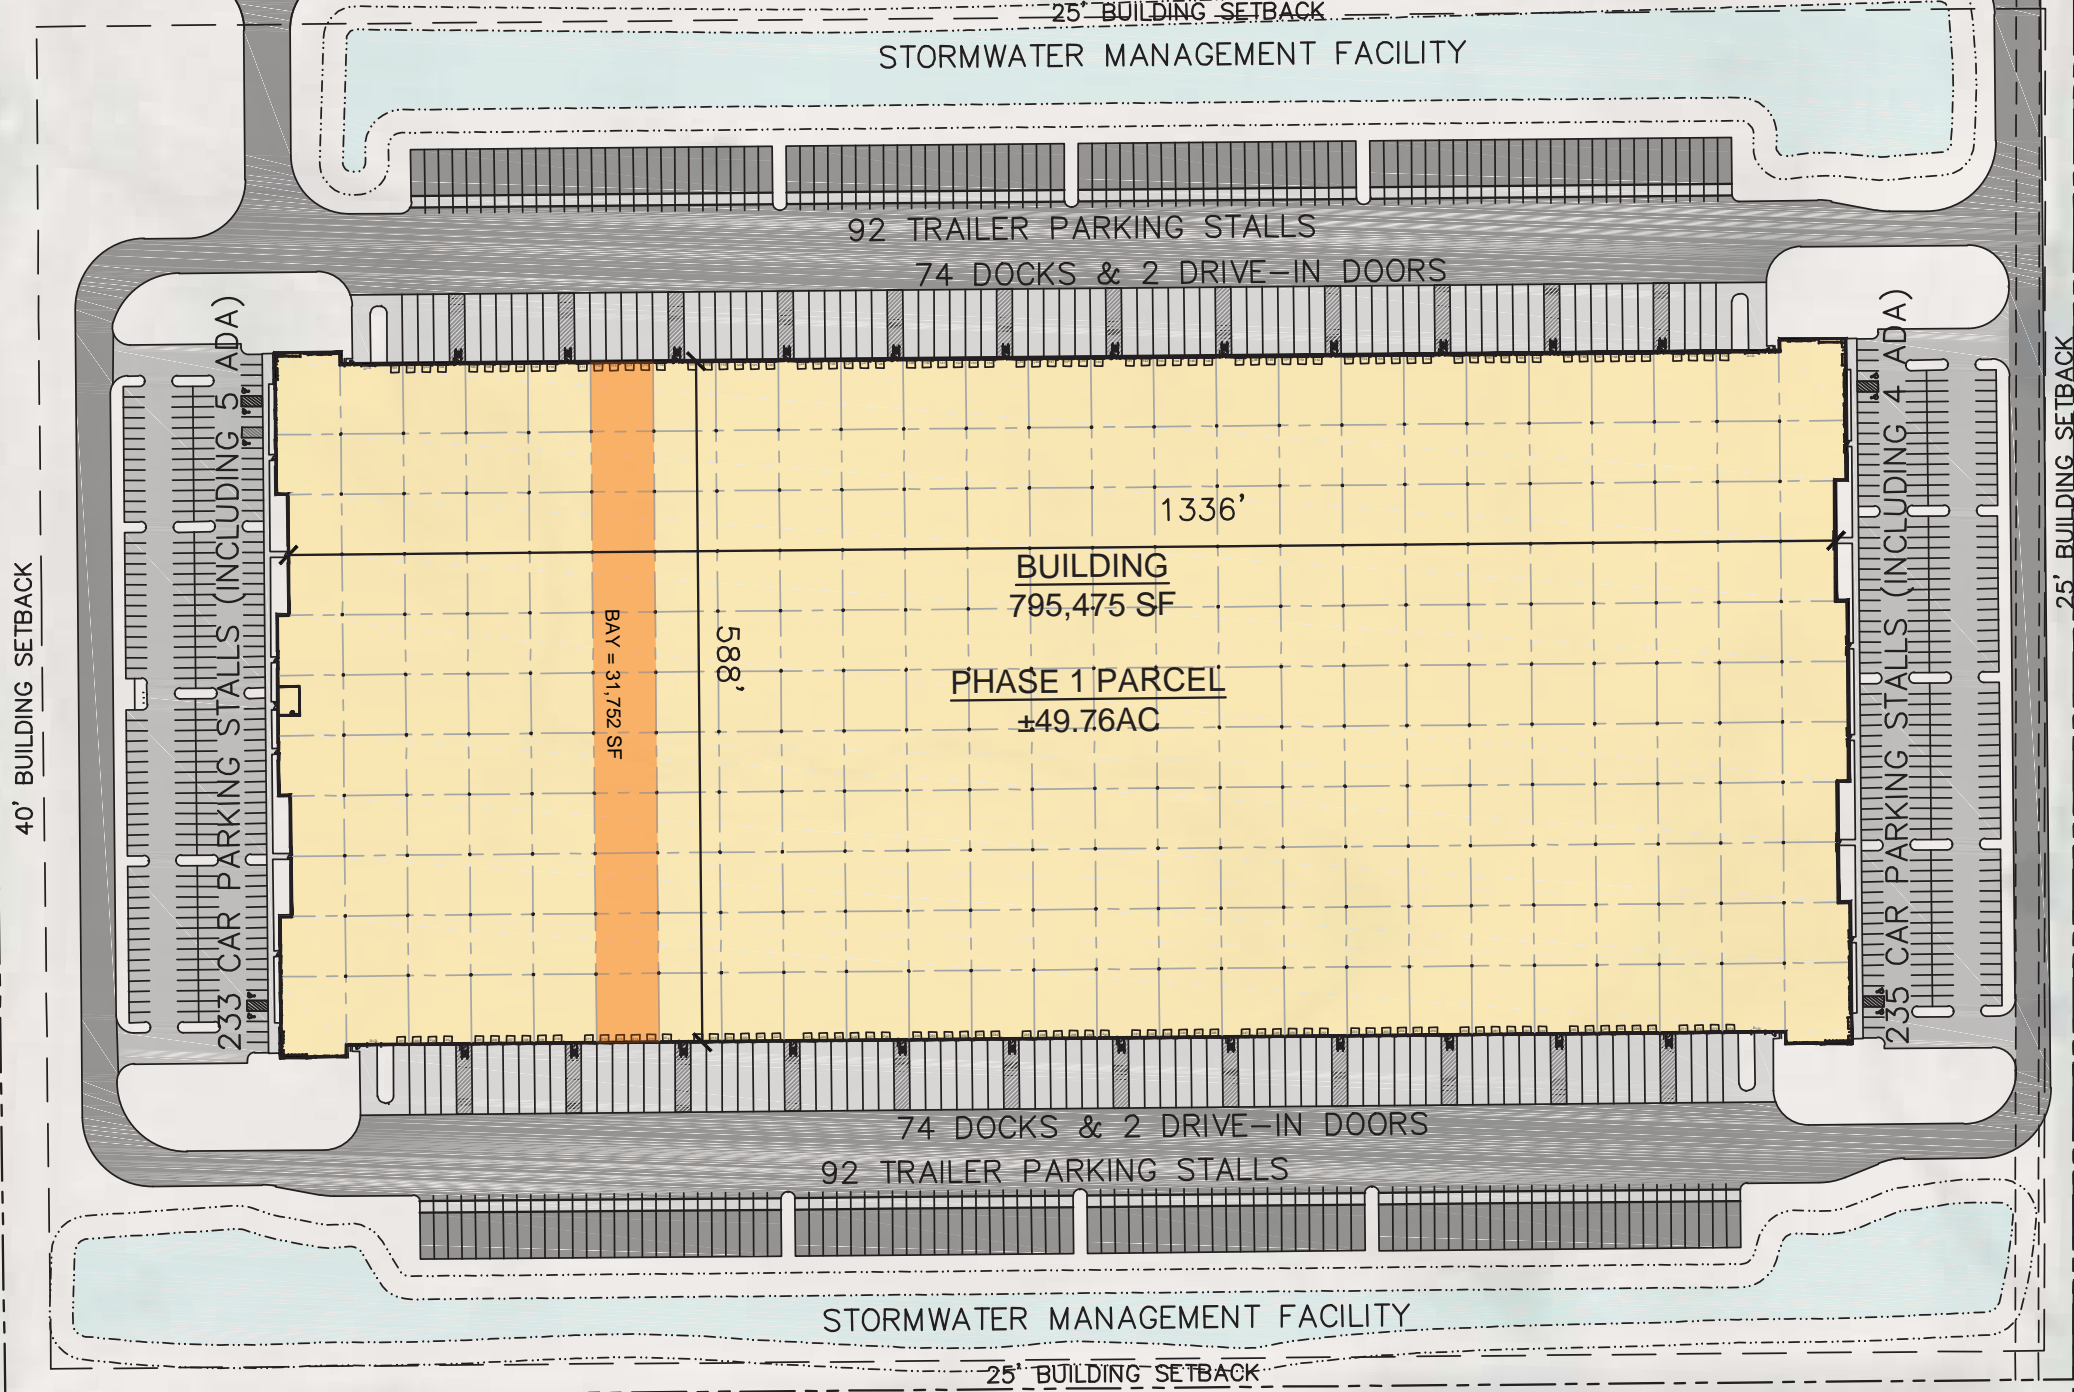 25' BUILDING SETBACK
STORMWATER MANAGEMENT FACILITY
92 TRAILER PARKING STALLS
74 DOCKS & 2 DRIVE-IN DOORS
40' BUILDING SETBACK
233 CAR PARKING STALLS (INCLUDING 5 ADA)
BAY = 31,752 SF
588'
1336'
BUILDING
795,475 SF
PHASE 1 PARCEL
±49.76AC
235 CAR PARKING STALLS (INCLUDING 4 ADA)
25' BUILDING SETBACK
74 DOCKS & 2 DRIVE-IN DOORS
92 TRAILER PARKING STALLS
STORMWATER MANAGEMENT FACILITY
25' BUILDING SETBACK